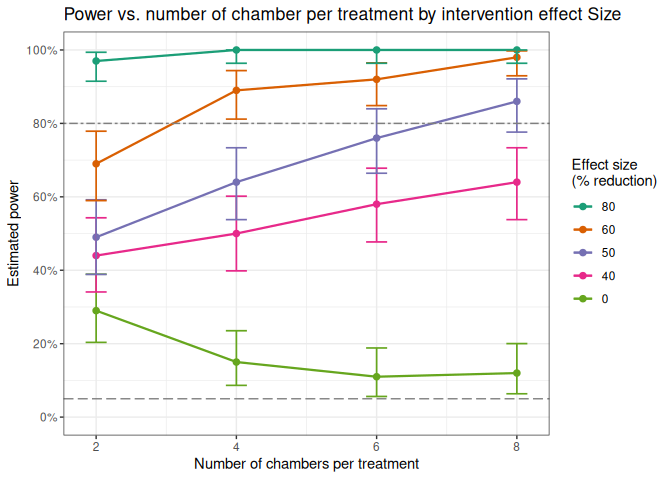 Power vs. number of chamber per treatment by intervention effect Size
100%
80%
60%
40%
20%
0%
Estimated power
2 4 6 8
Number of chambers per treatment
Effect size
(% reduction)
80
60
50
40
0